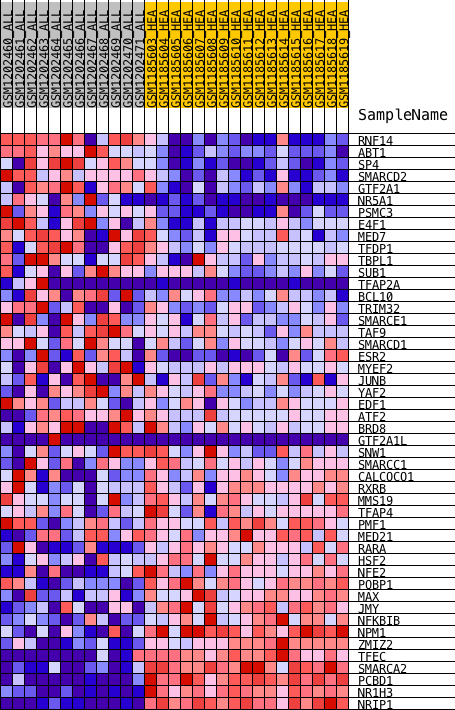 GSM1202460_ALL
GSM1202461_ALL
GSM1202462_ALL
GSM1202463_ALL
GSM1202464_ALL
GSM1202465_ALL
GSM1202466_ALL
GSM1202467_ALL
GSM1202468_ALL
GSM1202469_ALL
GSM1202470_ALL
GSM1202471_ALL
GSM1185603_HEA
GSM1185604_HEA
GSM1185605_HEA
GSM1185606_HEA
GSM1185607_HEA
GSM1185608_HEA
GSM1185609_HEA
GSM1185610_HEA
GSM1185611_HEA
GSM1185612_HEA
GSM1185613_HEA
GSM1185614_HEA
GSM1185615_HEA
GSM1185616_HEA
GSM1185617_HEA
GSM1185618_HEA
GSM1185619_HEA
SampleName
RNF14
ABT1
SP4
SMARCD2
GTF2A1
NR5A1
PSMC3
E4F1
MED7
TFDP1
TBPL1
SUB1
TFAP2A
BCL10
TRIM32
SMARCE1
TAF9
SMARCD1
ESR2
MYEF2
JUNB
YAF2
EDF1
ATF2
BRD8
GTF2A1L
SNW1
SMARCC1
CALCOCO1
RXRB
MMS19
TFAP4
PMF1
MED21
RARA
HSF2
NFE2
POBP1
MAX
JMY
NFKBIB
NPM1
ZMIZ2
TFEC
SMARCA2
PCBD1
NR1H3
NRIP1